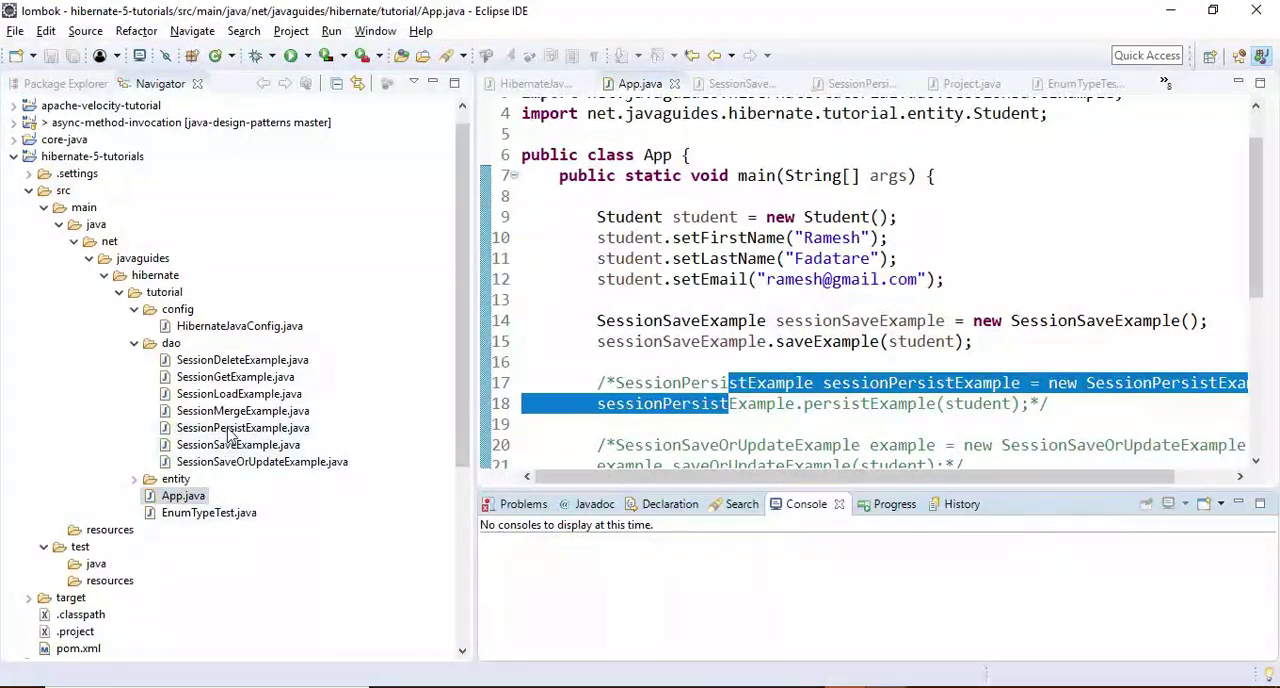 lombok - hibernate-5-tutorials/src/main/java/net/javaguides/hibernate/tutorial/App.java - Eclipse IDE
File Edit Source Refactor Navigate Search Project Run Window Help
Quick Access
Package Explorer Navigator
HibernateJav... App.java SessionSave... SessionPersi... Project.java EnumTypeTes... »8
apache-velocity-tutorial
> async-method-invocation [java-design-patterns master]
core-java
hibernate-5-tutorials
.settings
src
main
java
net
javaguides
hibernate
tutorial
config
HibernateJavaConfig.java
dao
SessionDeleteExample.java
SessionGetExample.java
SessionLoadExample.java
SessionMergeExample.java
SessionPersistExample.java
SessionSaveExample.java
SessionSaveOrUpdateExample.java
entity
App.java
EnumTypeTest.java
resources
test
java
resources
target
.classpath
.project
pom.xml
4 import net.javaguides.hibernate.tutorial.entity.Student;
5
6 public class App {
7 public static void main(String[] args) {
8
9 Student student = new Student();
10 student.setFirstName("Ramesh");
11 student.setLastName("Fadatare");
12 student.setEmail("ramesh@gmail.com");
13
14 SessionSaveExample sessionSaveExample = new SessionSaveExample();
15 sessionSaveExample.saveExample(student);
16
17 /*SessionPersistExample sessionPersistExample = new SessionPersistExa
18 sessionPersistExample.persistExample(student);*/
19
20 /*SessionSaveOrUpdateExample example = new SessionSaveOrUpdateExample
21 example.saveOrUpdateExample(student);*/
Problems Javadoc Declaration Search Console Progress History
No consoles to display at this time.